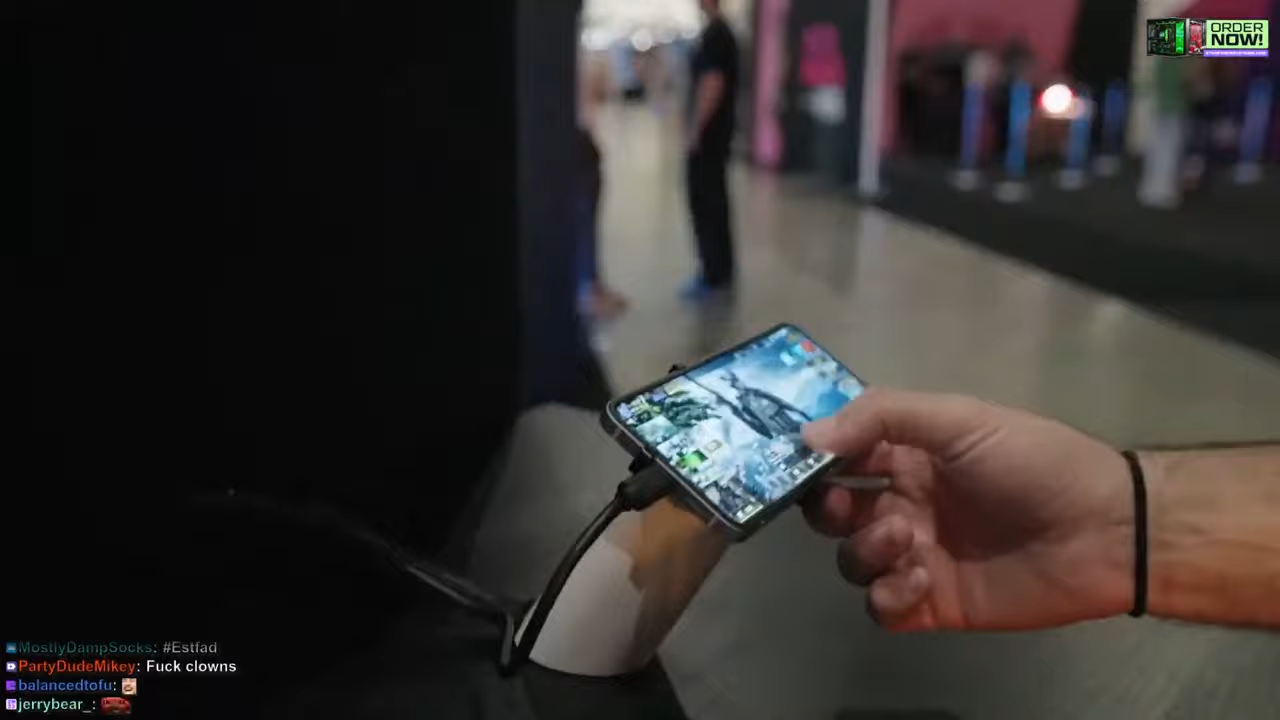 ORDER
NOW!
MostlyDampSocks: #Estfad
PartyDudeMikey: Fuck clowns
balancedtofu:
jerrybear_: